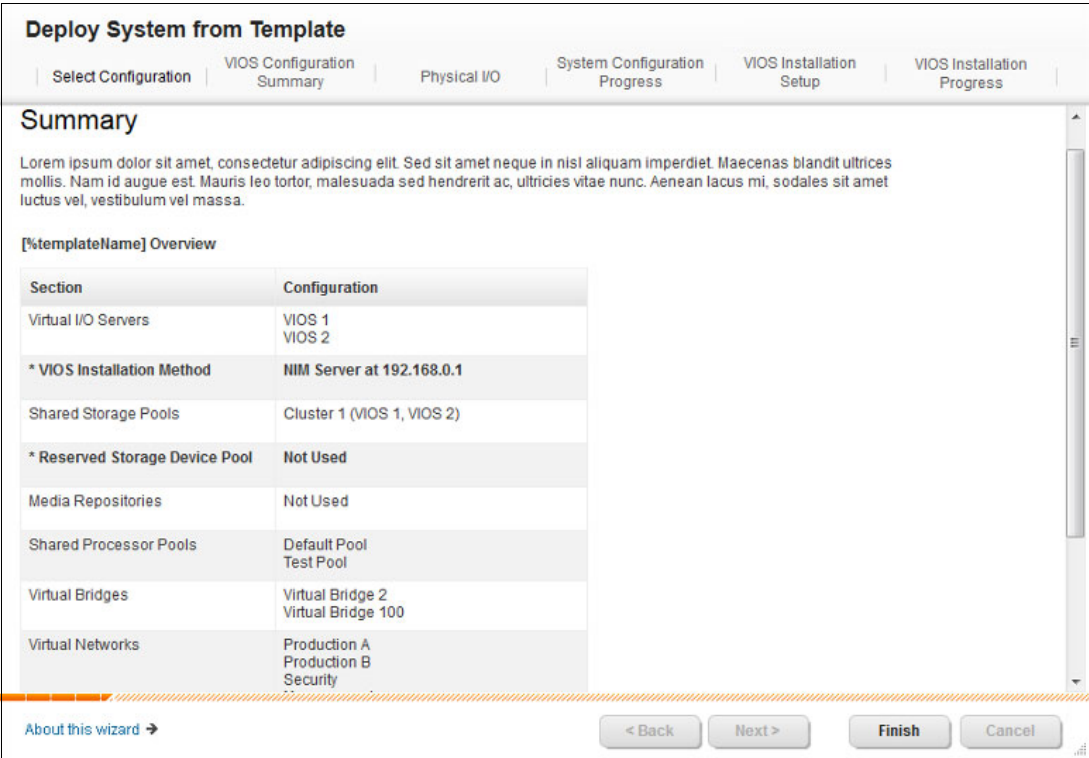 Deploy System from Template
Select Configuration
VIOS Configuration
Summary
Physical I/O
System Configuration
Progress
VIOS Installation
Setup
VIOS Installation
Progress
Summary
Lorem ipsum dolor sit amet, consectetur adipiscing elit. Sed sit amet neque in nisl aliquam imperdiet. Maecenas blandit ultrices
mollis. Nam id augue est. Mauris leo tortor, malesuada sed hendrerit ac, ultricies vitae nunc. Aenean lacus mi, sodales sit amet
luctus vel, vestibulum vel massa.
[%templateName] Overview
Section Configuration
Virtual I/O Servers VIOS 1
VIOS 2
* VIOS Installation Method NIM Server at 192.168.0.1
Shared Storage Pools Cluster 1 (VIOS 1, VIOS 2)
* Reserved Storage Device Pool Not Used
Media Repositories Not Used
Shared Processor Pools Default Pool
Test Pool
Virtual Bridges Virtual Bridge 2
Virtual Bridge 100
Virtual Networks Production A
Production B
Security
About this wizard →
< Back Next > Finish Cancel